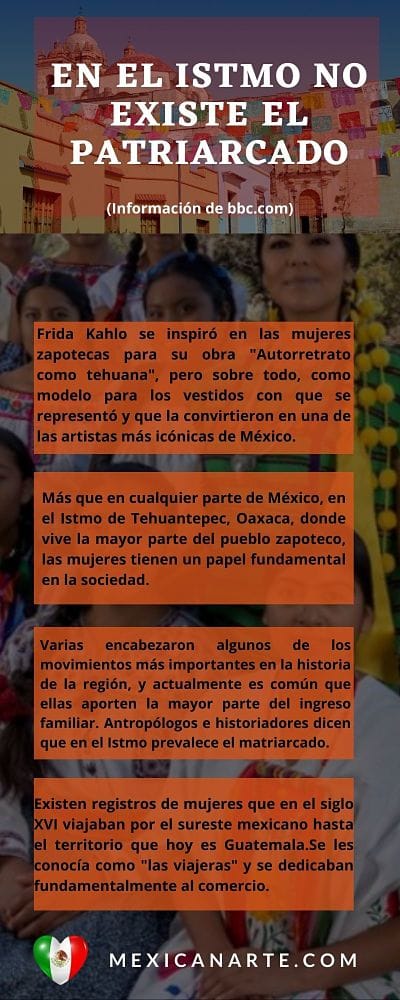 EN EL ISTMO NO
EXISTE EL
PATRIARCADO
(Información de bbc.com)
Frida Kahlo se inspiró en las mujeres
zapotecas para su obra "Autorretrato
como tehuana", pero sobre todo, como
modelo para los vestidos con que se
representó y que la convirtieron en una de
las artistas más icónicas de México.
Más que en cualquier parte de México, en
el Istmo de Tehuantepec, Oaxaca, donde
vive la mayor parte del pueblo zapoteco,
las mujeres tienen un papel fundamental
en la sociedad.
Varias encabezaron algunos de los
movimientos más importantes en la historia
de la región, y actualmente es común que
ellas aporten la mayor parte del ingreso
familiar. Antropólogos e historiadores dicen
que en el Istmo prevalece el matriarcado.
Existen registros de mujeres que en el siglo
XVI viajaban por el sureste mexicano hasta
el territorio que hoy es Guatemala.Se les
conocía como "las viajeras" y se dedicaban
fundamentalmente al comercio.
MEXICANARTE.COM